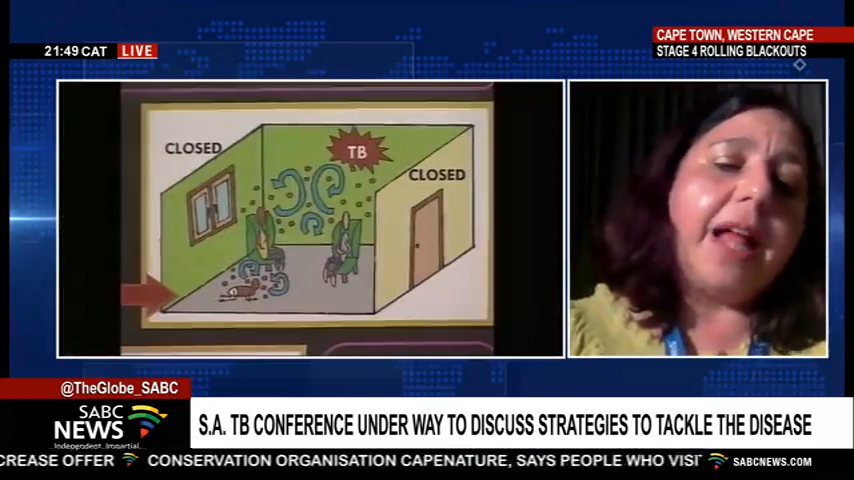 21:49 CAT LIVE
CAPE TOWN, WESTERN CAPE
STAGE 4 ROLLING BLACKOUTS
CLOSED
TB
CLOSED
@TheGlobe_SABC
SABC
NEWS
Independent. Impartial.
S.A. TB CONFERENCE UNDER WAY TO DISCUSS STRATEGIES TO TACKLE THE DISEASE
CREASE OFFER CONSERVATION ORGANISATION CAPENATURE, SAYS PEOPLE WHO VISIT SABCNEWS.COM